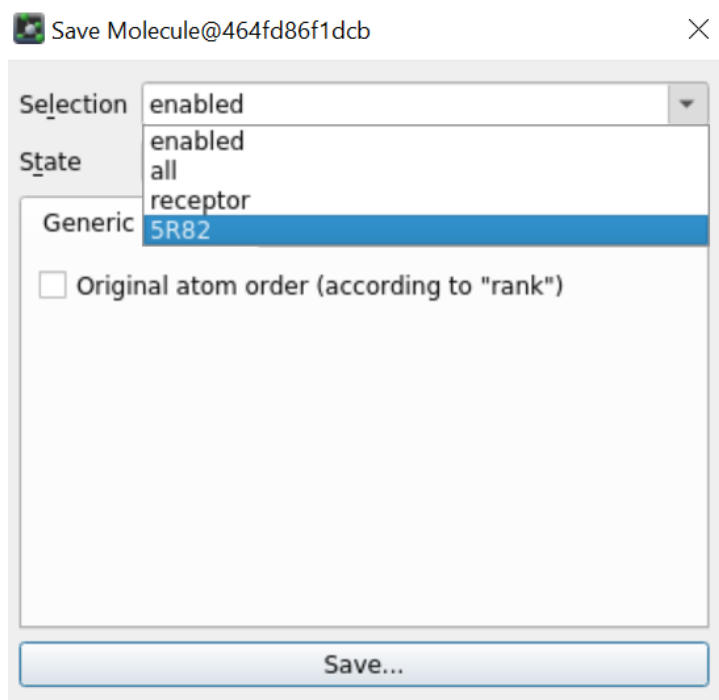 Save Molecule@464fd86f1dcb
Selection enabled
enabled
State
all
receptor
Generic
5R82
Original atom order (according to "rank")
Save...